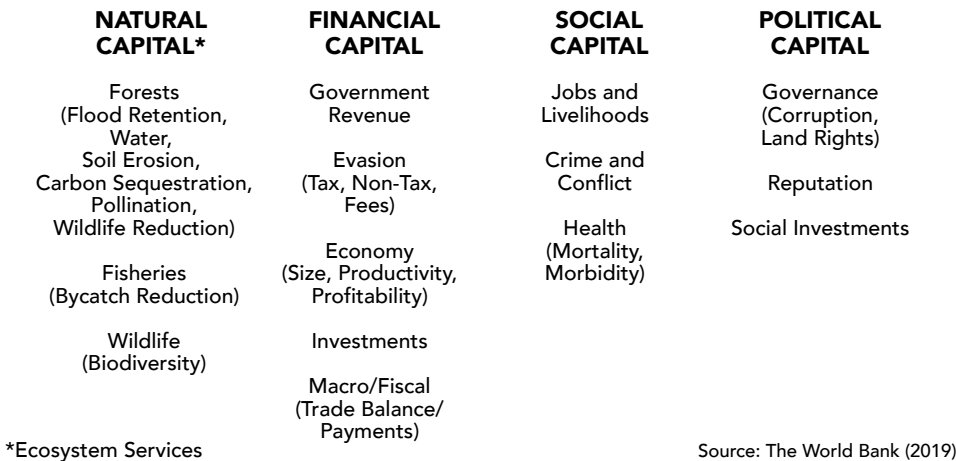 NATURAL
CAPITAL*
Forests
(Flood Retention,
Water,
Soil Erosion,
Carbon Sequestration,
Pollination,
Wildlife Reduction)
Fisheries
(Bycatch Reduction)
Wildlife
(Biodiversity)
FINANCIAL
CAPITAL
Government
Revenue
Evasion
(Tax, Non-Tax,
Fees)
Economy
(Size, Productivity,
Profitability)
Investments
Macro/Fiscal
(Trade Balance/
Payments)
SOCIAL
CAPITAL
Jobs and
Livelihoods
Crime and
Conflict
Health
(Mortality,
Morbidity)
POLITICAL
CAPITAL
Governance
(Corruption,
Land Rights)
Reputation
Social Investments
*Ecosystem Services
Source: The World Bank (2019)